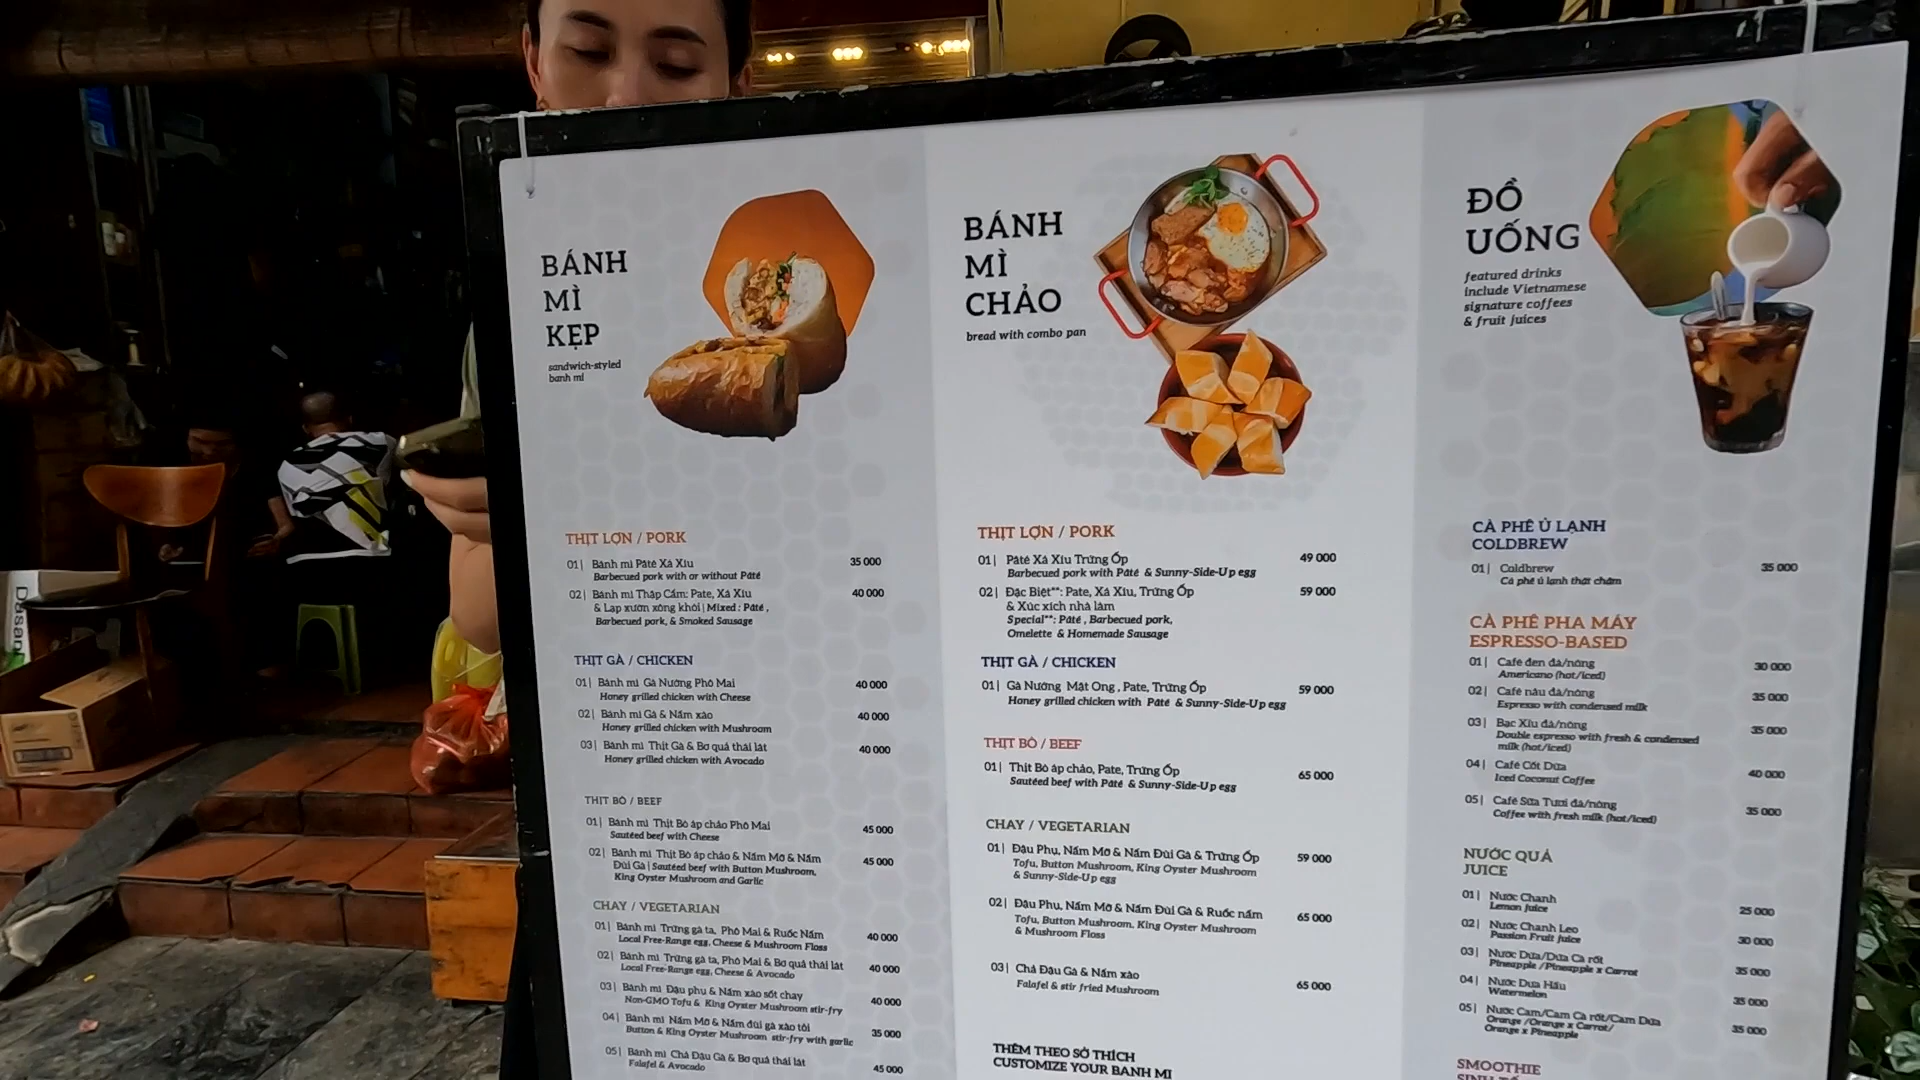 BÁNH
MÌ
KẸP
sandwich-styled
banh mi
THỊT LỢN / PORK
01| Bánh mì Pâtê Xá Xíu 35 000
Barbecued pork with or without Pâté
02| Bánh mì Thập Cẩm: Pate, Xá Xíu 40 000
& Lạp xườn xông khói | Mixed : Pâté ,
Barbecued pork, & Smoked Sausage
THỊT GÀ / CHICKEN
01| Bánh mì Gà Nướng Phô Mai 40 000
Honey grilled chicken with Cheese
02| Bánh mì Gà & Nấm xào 40 000
Honey grilled chicken with Mushroom
03| Bánh mì Thịt Gà & Bơ quả thái lát 40 000
Honey grilled chicken with Avocado
THỊT BÒ / BEEF
01| Bánh mì Thịt Bò áp chảo Phô Mai 45 000
Sautéed beef with Cheese
02| Bánh mì Thịt Bò áp chảo & Nấm Mỡ & Nấm 45 000
Đùi Gà | Sautéed beef with Button Mushroom,
King Oyster Mushroom and Garlic
CHAY / VEGETARIAN
01| Bánh mì Trứng gà ta, Phô Mai & Ruốc Nấm 40 000
Local Free-Range egg, Cheese & Mushroom Floss
02| Bánh mì Trứng gà ta, Phô Mai & Bơ quả thái lát 40 000
Local Free-Range egg, Cheese & Avocado
03| Bánh mì Đậu phụ & Nấm xào sốt chay 40 000
Non-GMO Tofu & King Oyster Mushroom stir-fry
04| Bánh mì Nấm Mỡ & Nấm đùi gà xào tỏi 35 000
Button & King Oyster Mushroom stir-fry with garlic
05| Bánh mì Chả Đậu Gà & Bơ quả thái lát 45 000
Falafel & Avocado
BÁNH
MÌ
CHẢO
bread with combo pan
THỊT LỢN / PORK
01| Pâtê Xá Xíu Trứng Ốp 49 000
Barbecued pork with Pâté & Sunny-Side-Up egg
02| Đặc Biệt**: Pate, Xá Xíu, Trứng Ốp 59 000
& Xúc xích nhà làm
Special**: Pâté , Barbecued pork,
Omelette & Homemade Sausage
THỊT GÀ / CHICKEN
01| Gà Nướng Mật Ong , Pate, Trứng Ốp 59 000
Honey grilled chicken with Pâté & Sunny-Side-Up egg
THỊT BÒ / BEEF
01| Thịt Bò áp chảo, Pate, Trứng Ốp 65 000
Sautéed beef with Pâté & Sunny-Side-Up egg
CHAY / VEGETARIAN
01| Đậu Phụ, Nấm Mỡ & Nấm Đùi Gà & Trứng Ốp 59 000
Tofu, Button Mushroom, King Oyster Mushroom
& Sunny-Side-Up egg
02| Đậu Phụ, Nấm Mỡ & Nấm Đùi Gà & Ruốc nấm 65 000
Tofu, Button Mushroom, King Oyster Mushroom
& Mushroom Floss
03| Chả Đậu Gà & Nấm xào 65 000
Falafel & stir fried Mushroom
THÊM THEO SỞ THÍCH
CUSTOMIZE YOUR BANH MI
ĐỒ
UỐNG
featured drinks
include Vietnamese
signature coffees
& fruit juices
CÀ PHÊ Ủ LẠNH
COLDBREW
01| Coldbrew 35 000
Cà phê ủ lạnh thật chậm
CÀ PHÊ PHA MÁY
ESPRESSO-BASED
01| Café đen đá/nóng 30 000
Americano (hot/iced)
02| Café nâu đá/nóng 35 000
Espresso with condensed milk
03| Bạc Xỉu đá/nóng 35 000
Double espresso with fresh & condensed
milk (hot/iced)
04| Café Cốt Dừa 40 000
Iced Coconut Coffee
05| Café Sữa Tươi đá/nóng 35 000
Coffee with fresh milk (hot/iced)
NƯỚC QUẢ
JUICE
01| Nước Chanh 25 000
Lemon Juice
02| Nước Chanh Leo 30 000
Passion Fruit Juice
03| Nước Dứa/Dứa Cà rốt 35 000
Pineapple /Pineapple x Carrot
04| Nước Dưa Hấu 35 000
Watermelon
05| Nước Cam/Cam Cà rốt/Cam Dứa 35 000
Orange /Orange x Carrot/
Orange x Pineapple
SMOOTHIE
SINH TỐ
Dasani